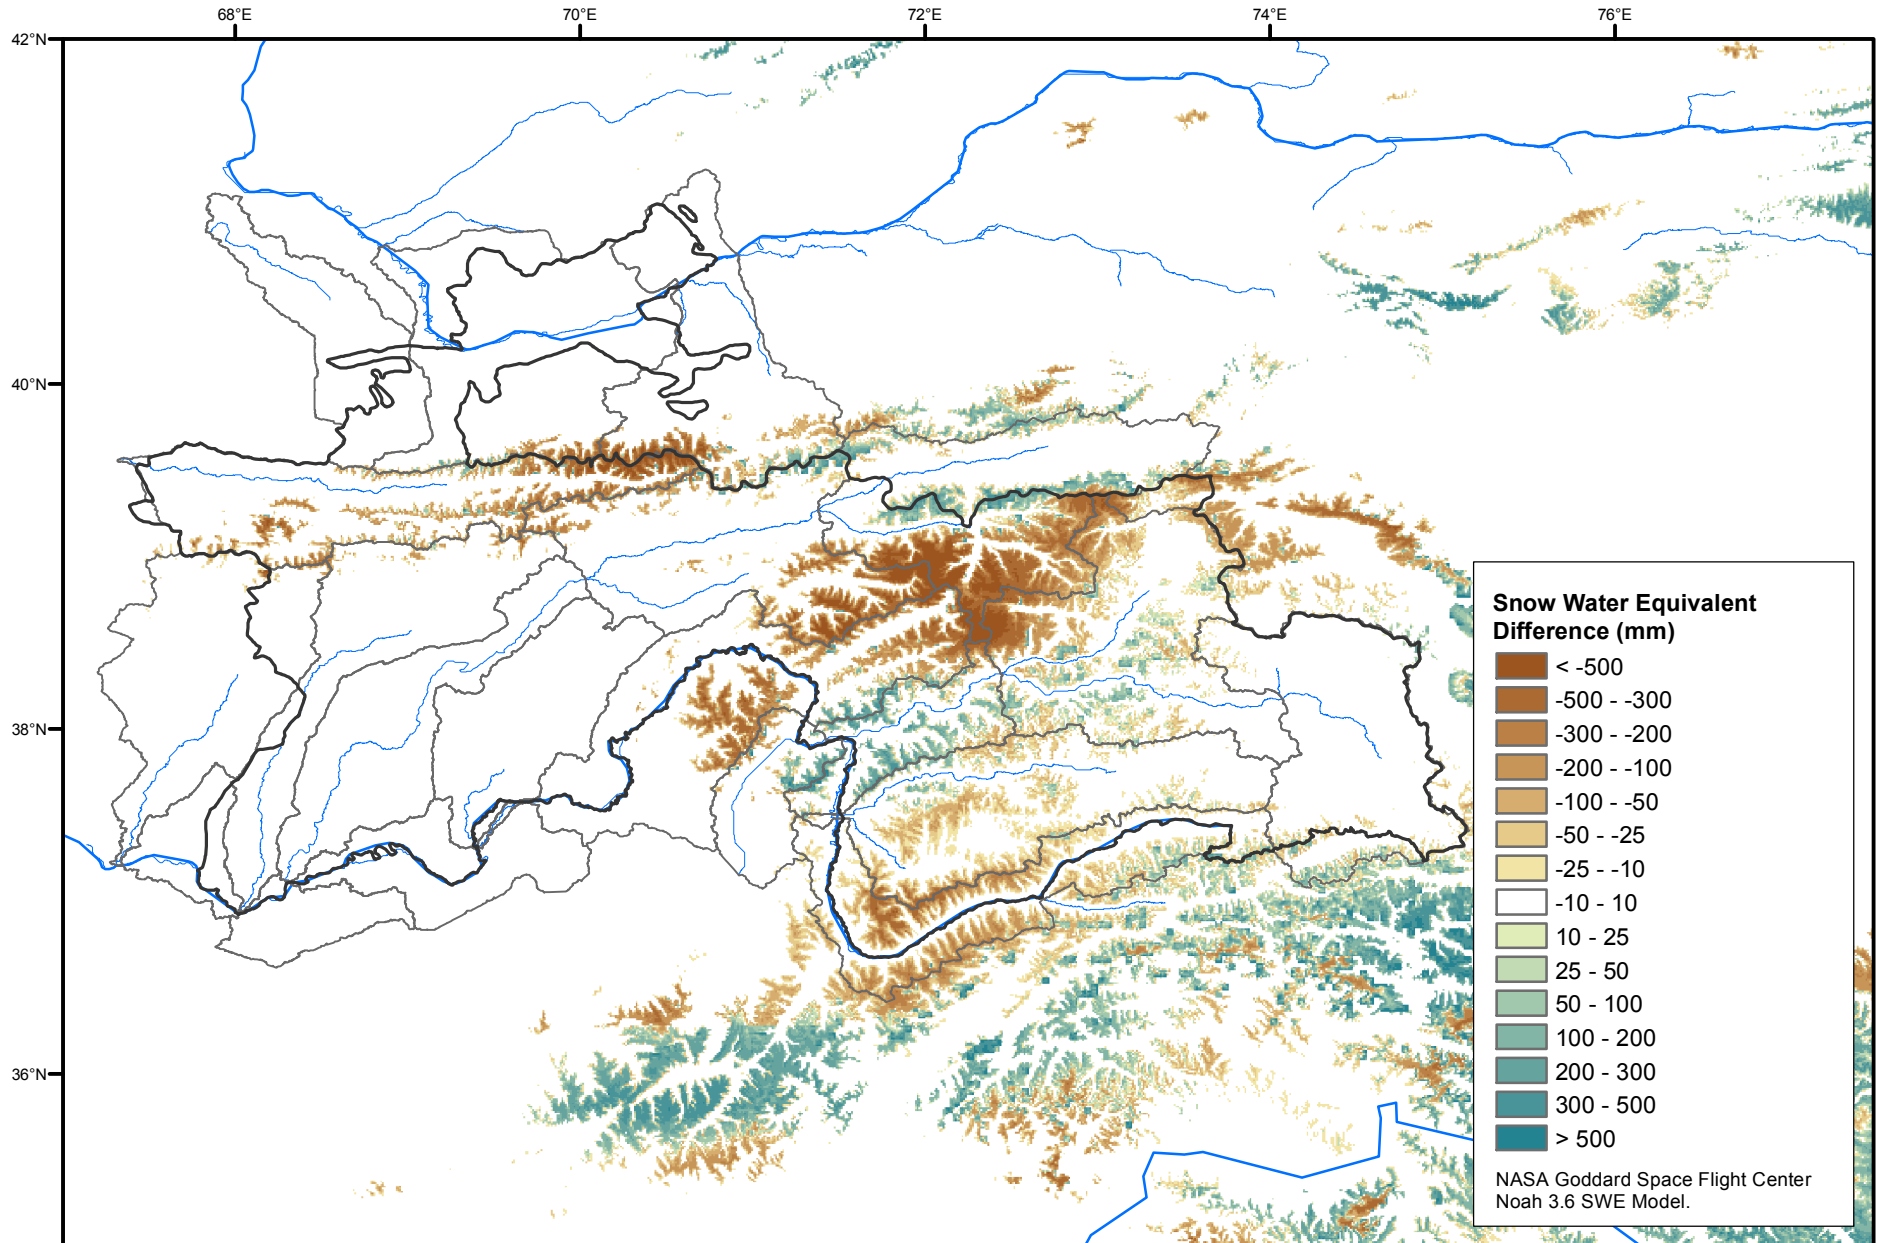 68°E
70°E
72°E
74°E
76°E
42°N
40°N
38°N
36°N
Snow Water Equivalent
Difference (mm)
< -500
-500 - -300
-300 - -200
-200 - -100
-100 - -50
-50 - -25
-25 - -10
-10 - 10
10 - 25
25 - 50
50 - 100
100 - 200
200 - 300
300 - 500
> 500
NASA Goddard Space Flight Center
Noah 3.6 SWE Model.